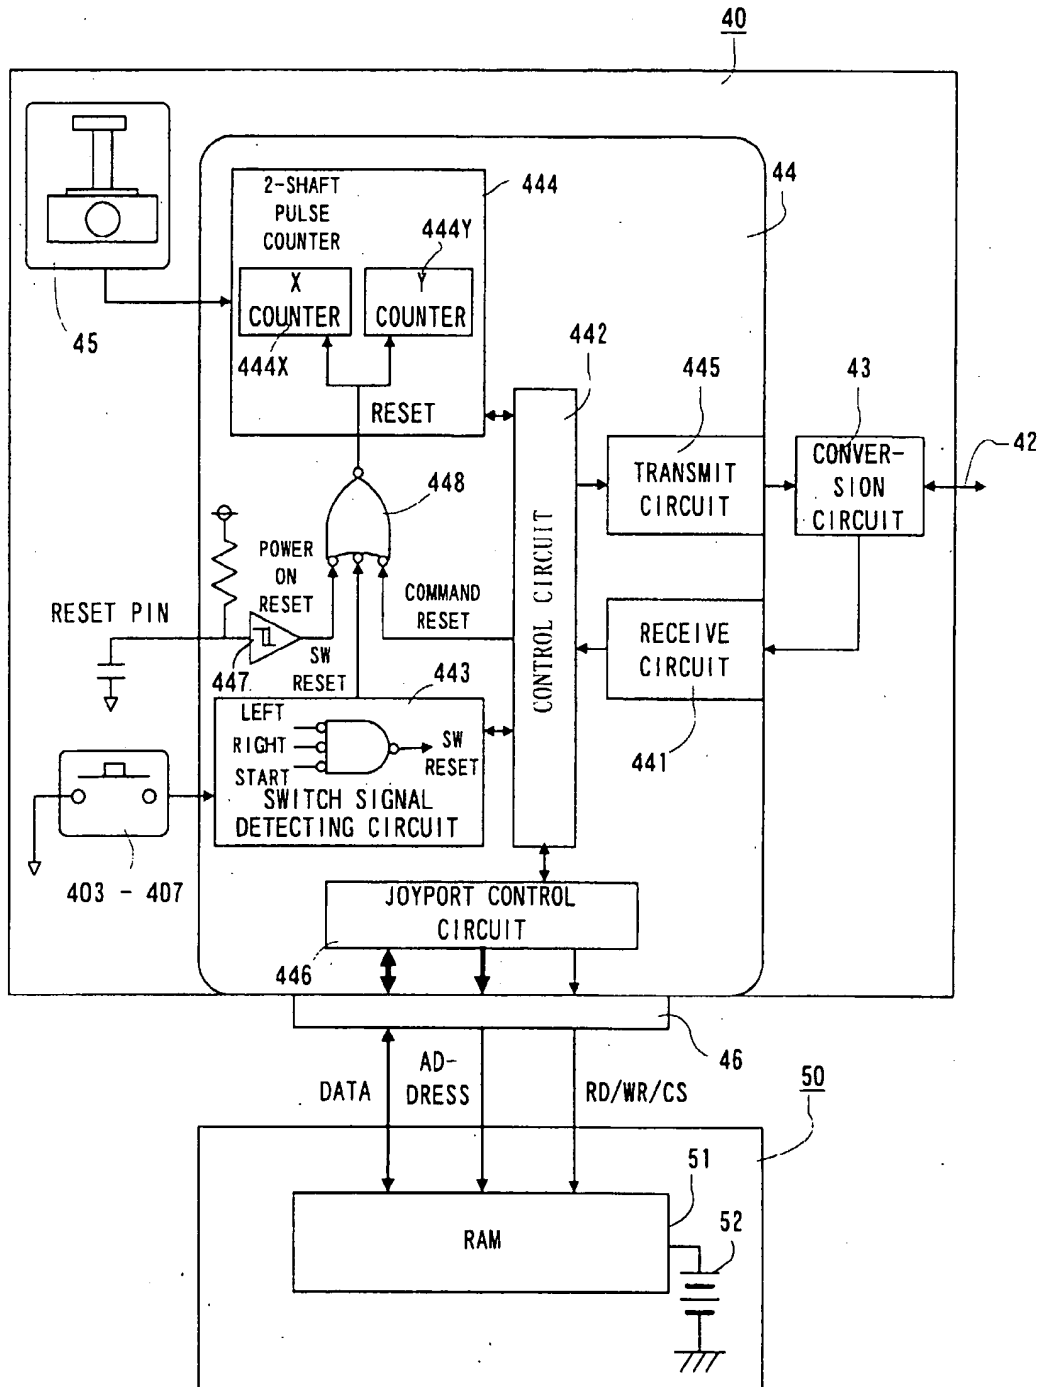 40
2-SHAFT
PULSE
COUNTER
444
44
444Y
X
COUNTER
Y
COUNTER
444X
45
442
445
43
RESET
TRANSMIT
CIRCUIT
CONVER-
SION
CIRCUIT
42
448
POWER
ON
RESET
COMMAND
RESET
CONTROL CIRCUIT
RESET PIN
RECEIVE
CIRCUIT
447
SW
RESET
443
441
LEFT
RIGHT
START
SW
RESET
SWITCH SIGNAL
DETECTING CIRCUIT
403 - 407
JOYPORT CONTROL
CIRCUIT
446
46
DATA
AD-
DRESS
RD/WR/CS
50
51
RAM
52